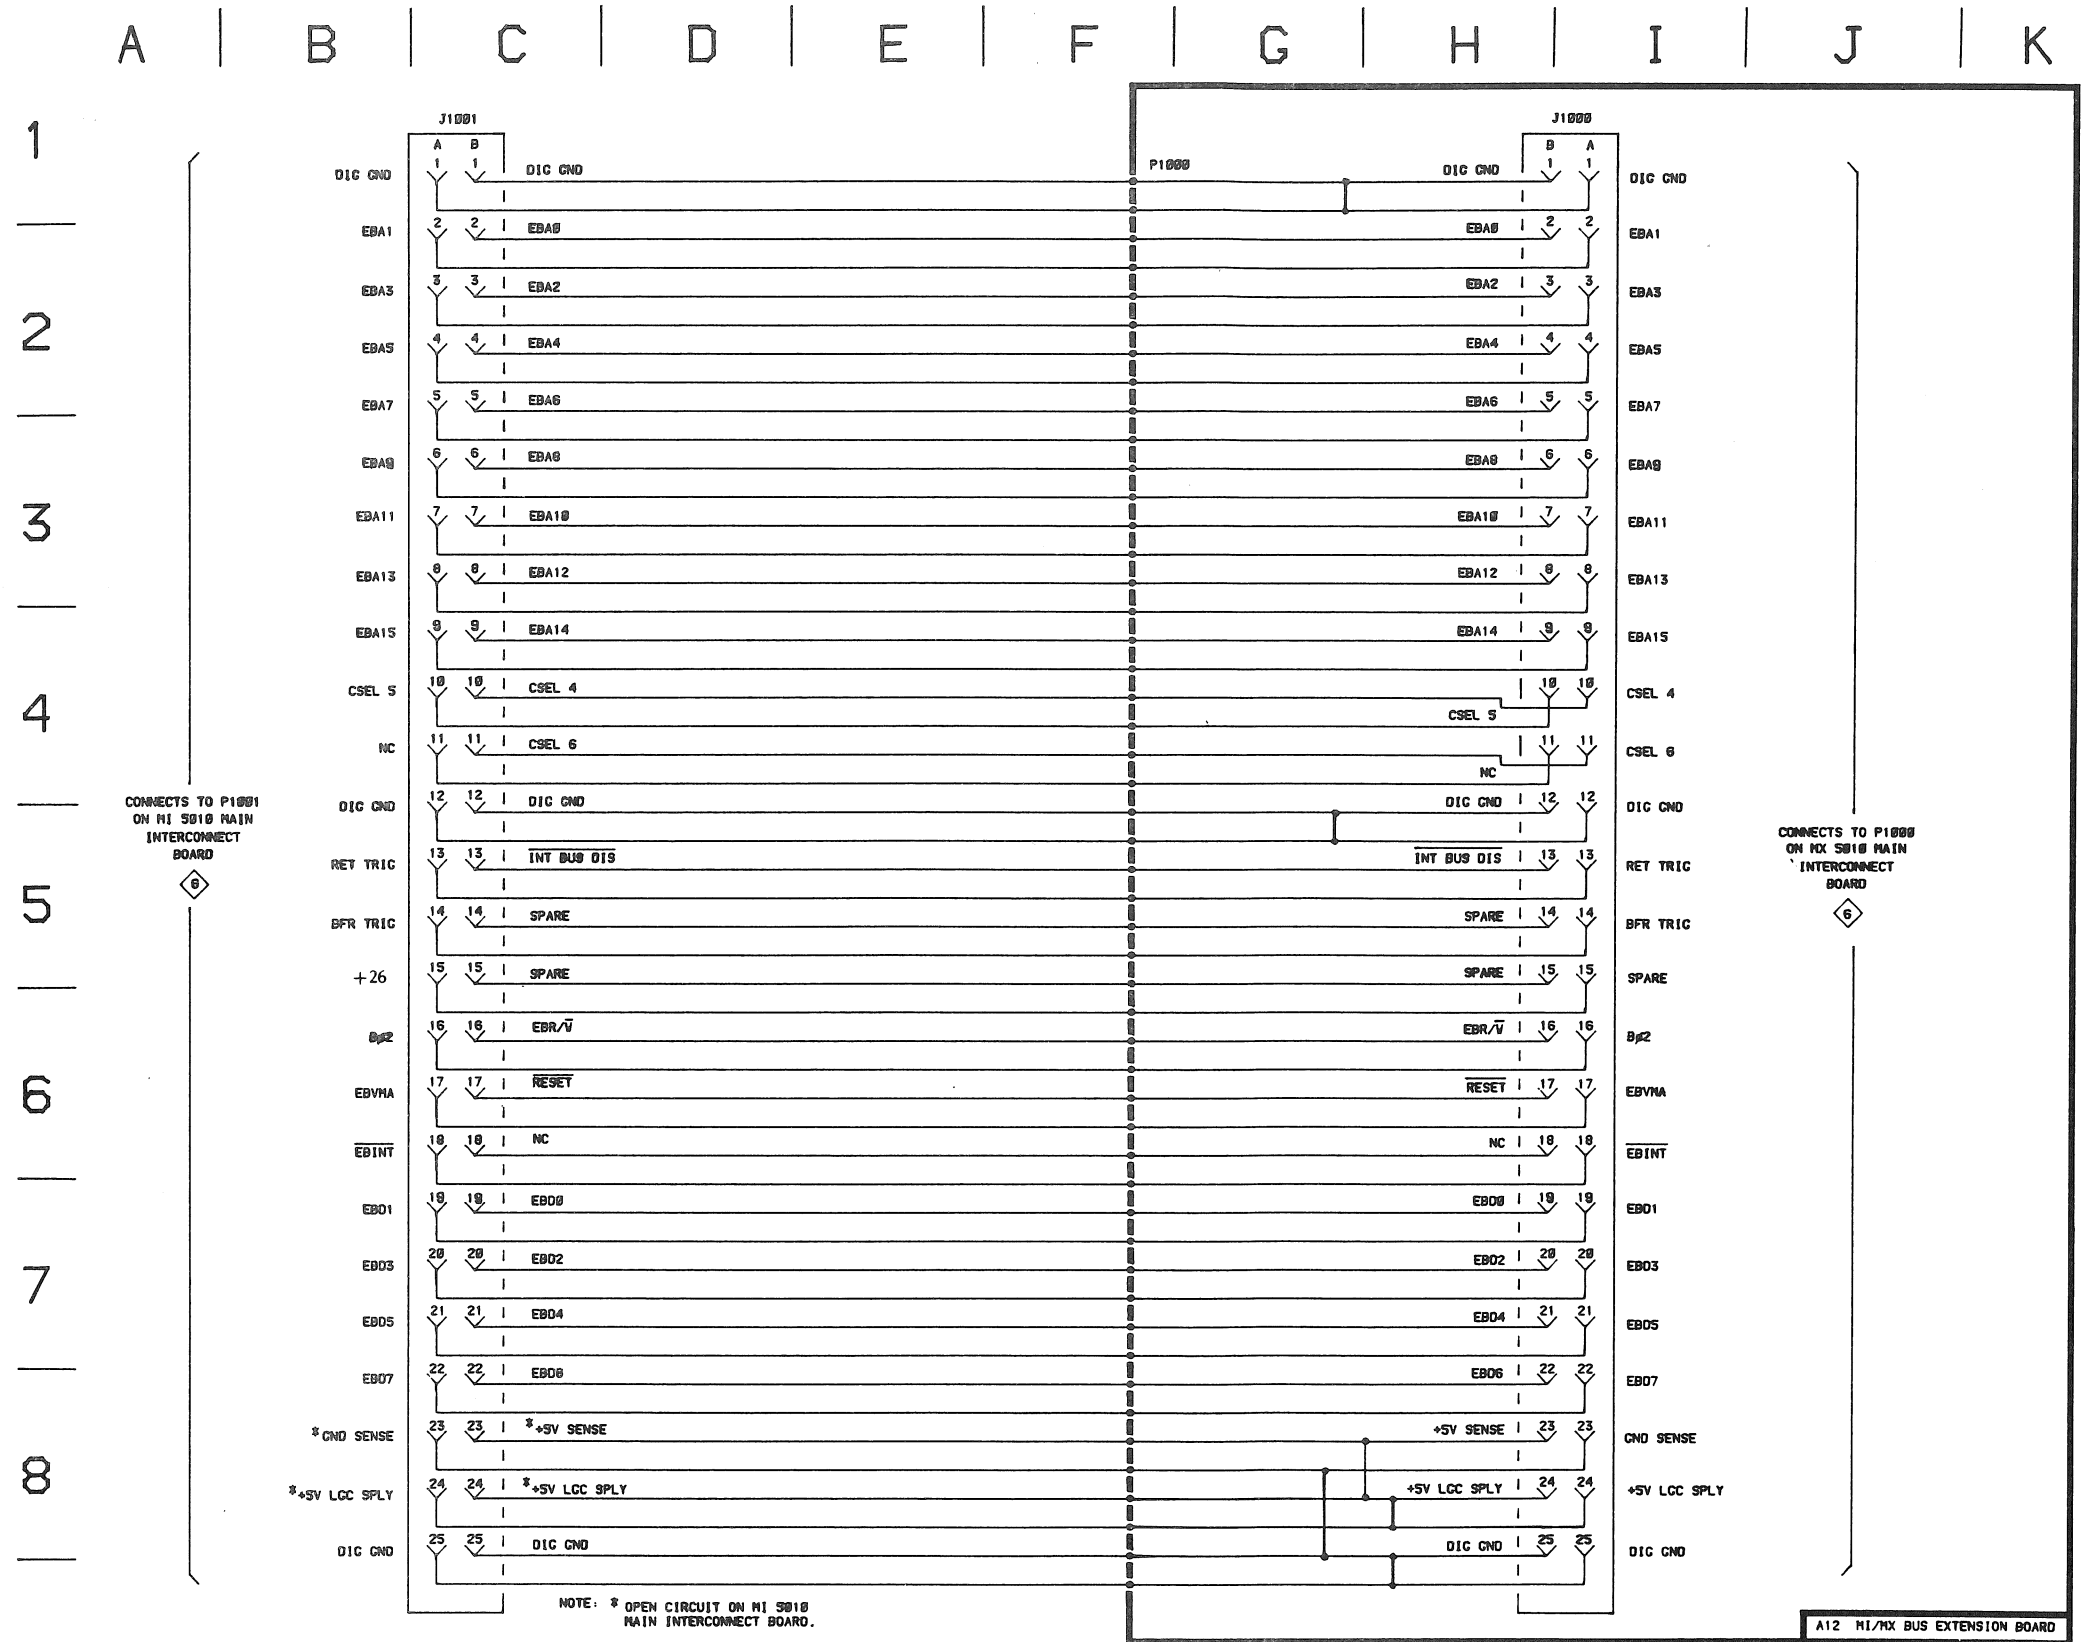 A B C D E F G H I J K
1
2
3
4
5
6
7
8
J1001
A B
P1000
J1000
B A
DIG GND 1 1 DIG GND DIG GND 1 1 DIG GND
EBA1 2 2 EBA0 EBA0 2 2 EBA1
EBA3 3 3 EBA2 EBA2 3 3 EBA3
EBA5 4 4 EBA4 EBA4 4 4 EBA5
EBA7 5 5 EBA6 EBA6 5 5 EBA7
EBA9 6 6 EBA8 EBA8 6 6 EBA9
EBA11 7 7 EBA10 EBA10 7 7 EBA11
EBA13 8 8 EBA12 EBA12 8 8 EBA13
EBA15 9 9 EBA14 EBA14 9 9 EBA15
CSEL 5 10 10 CSEL 4 CSEL 5 10 10 CSEL 4
NC 11 11 CSEL 6 NC 11 11 CSEL 6
DIG GND 12 12 DIG GND DIG GND 12 12 DIG GND
RET TRIG 13 13 INT BUS DIS INT BUS DIS 13 13 RET TRIG
BFR TRIG 14 14 SPARE SPARE 14 14 BFR TRIG
+26 15 15 SPARE SPARE 15 15 SPARE
Bø2 16 16 EBR/W̅ EBR/W̅ 16 16 Bø2
EBVMA 17 17 RESET RESET 17 17 EBVMA
EBINT 18 18 NC NC 18 18 EBINT
EBD1 19 19 EBD0 EBD0 19 19 EBD1
EBD3 20 20 EBD2 EBD2 20 20 EBD3
EBD5 21 21 EBD4 EBD4 21 21 EBD5
EBD7 22 22 EBD6 EBD6 22 22 EBD7
*GND SENSE 23 23 *+5V SENSE +5V SENSE 23 23 GND SENSE
*+5V LGC SPLY 24 24 *+5V LGC SPLY +5V LGC SPLY 24 24 +5V LGC SPLY
DIG GND 25 25 DIG GND DIG GND 25 25 DIG GND
CONNECTS TO P1001
ON MI 5010 MAIN
INTERCONNECT
BOARD
6
CONNECTS TO P1000
ON MX 5010 MAIN
INTERCONNECT
BOARD
6
NOTE: * OPEN CIRCUIT ON MI 5010
MAIN INTERCONNECT BOARD.
A12 MI/MX BUS EXTENSION BOARD